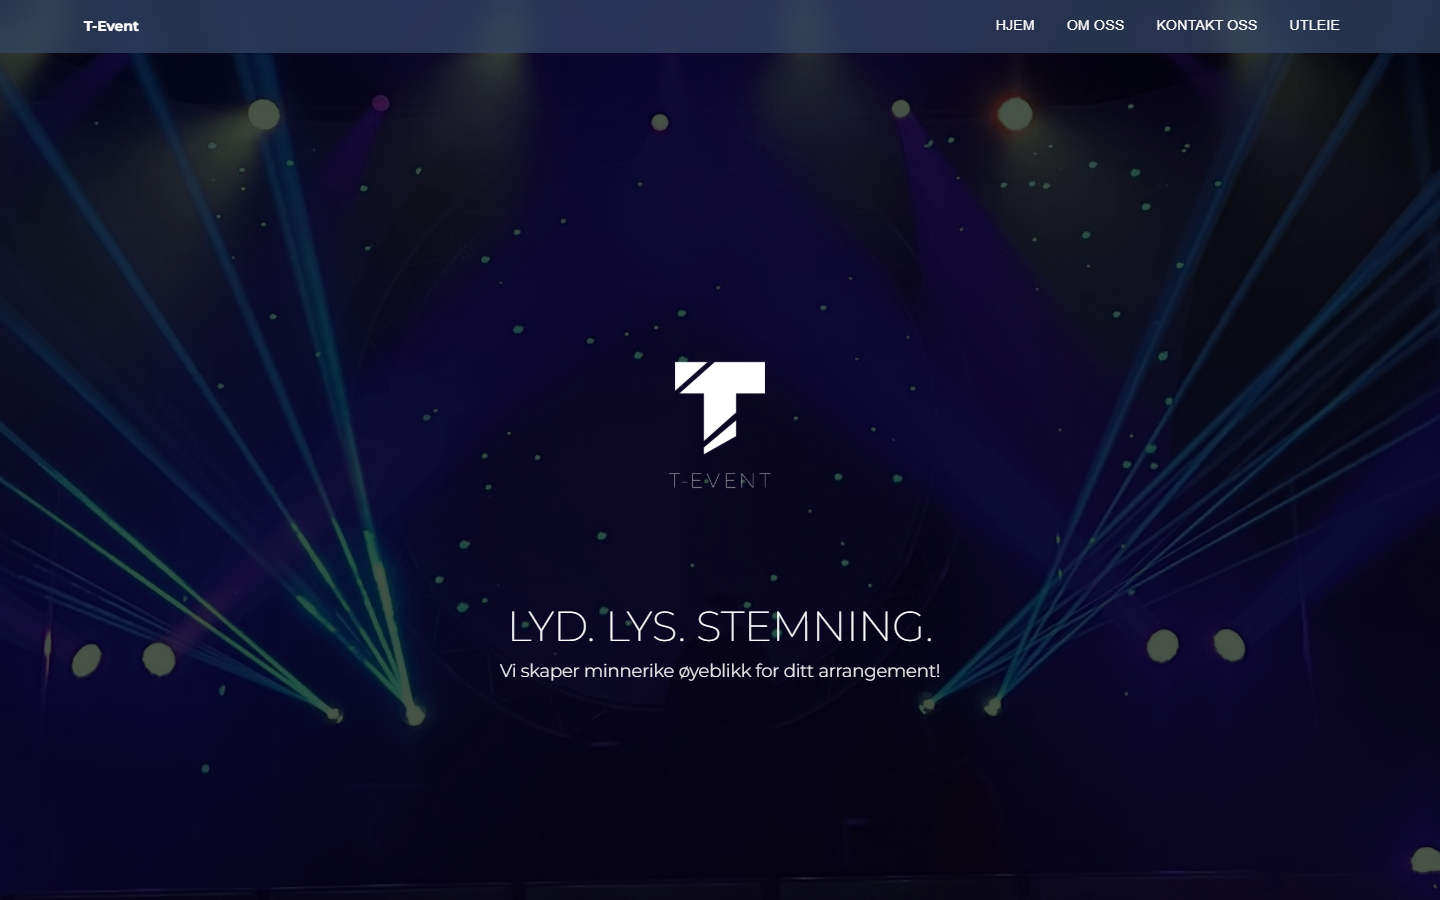 T-Event
HJEM
OM OSS
KONTAKT OSS
UTLEIE
T
T-EVENT
LYD. LYS. STEMNING.
Vi skaper minnerike øyeblikk for ditt arrangement!